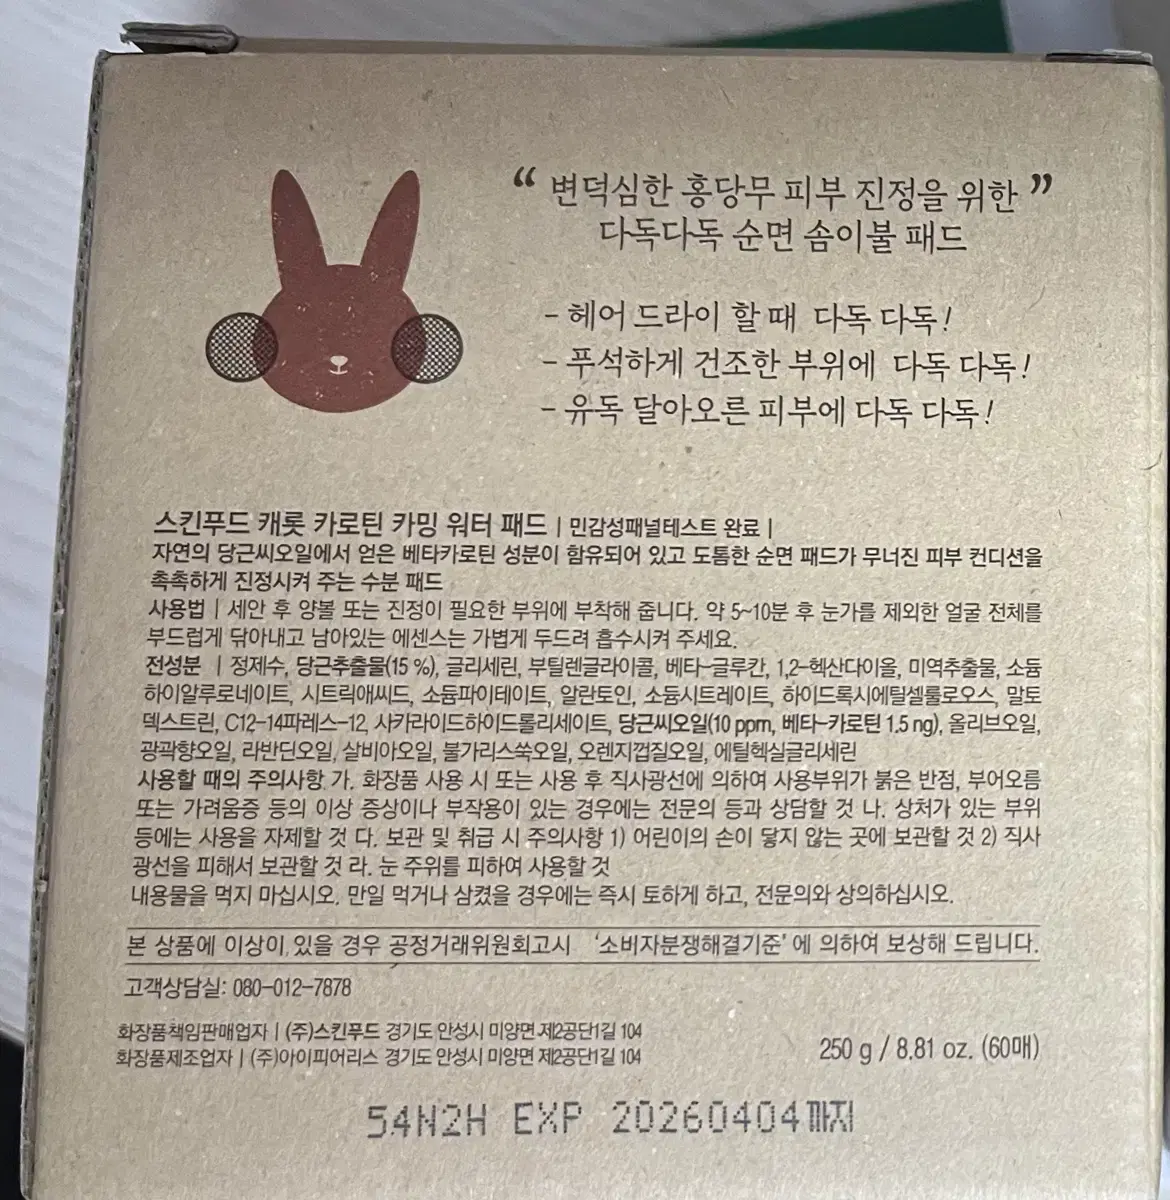 “ 변덕심한 홍당무 피부 진정을 위한 ”
다독다독 순면 솜이불 패드
- 헤어 드라이 할 때 다독 다독!
- 푸석하게 건조한 부위에 다독 다독!
- 유독 달아오른 피부에 다독 다독!
스킨푸드 캐롯 카로틴 카밍 워터 패드 | 민감성패널테스트 완료 |
자연의 당근씨오일에서 얻은 베타카로틴 성분이 함유되어 있고 도톰한 순면 패드가 무너진 피부 컨디션을
촉촉하게 진정시켜 주는 수분 패드
사용법 | 세안 후 양볼 또는 진정이 필요한 부위에 부착해 줍니다. 약 5~10분 후 눈가를 제외한 얼굴 전체를
부드럽게 닦아내고 남아있는 에센스는 가볍게 두드려 흡수시켜 주세요.
전성분 | 정제수, 당근추출물(15 %), 글리세린, 부틸렌글라이콜, 베타-글루칸, 1,2-헥산다이올, 미역추출물, 소듐
하이알루로네이트, 시트릭애씨드, 소듐파이테이트, 알란토인, 소듐시트레이트, 하이드록시에틸셀룰로오스, 말토
덱스트린, C12-14파레스-12, 사카라이드하이드롤리세이트, 당근씨오일(10 ppm, 베타-카로틴 1.5 ng), 올리브오일,
광곽향오일, 라반딘오일, 살비아오일, 불가리스쑥오일, 오렌지껍질오일, 에틸헥실글리세린
사용할 때의 주의사항 가. 화장품 사용 시 또는 사용 후 직사광선에 의하여 사용부위가 붉은 반점, 부어오름
또는 가려움증 등의 이상 증상이나 부작용이 있는 경우에는 전문의 등과 상담할 것 나. 상처가 있는 부위
등에는 사용을 자제할 것 다. 보관 및 취급 시 주의사항 1) 어린이의 손이 닿지 않는 곳에 보관할 것 2) 직사
광선을 피해서 보관할 것 라. 눈 주위를 피하여 사용할 것
내용물을 먹지 마십시오. 만일 먹거나 삼켰을 경우에는 즉시 토하게 하고, 전문의와 상의하십시오.
본 상품에 이상이 있을 경우 공정거래위원회고시 ‘소비자분쟁해결기준’에 의하여 보상해 드립니다.
고객상담실: 080-012-7878
화장품책임판매업자 | (주)스킨푸드 경기도 안성시 미양면 제2공단1길 104
화장품제조업자 | (주)아이피어리스 경기도 안성시 미양면 제2공단1길 104
250 g / 8.81 oz. (60매)
54N2H EXP 20260404까지